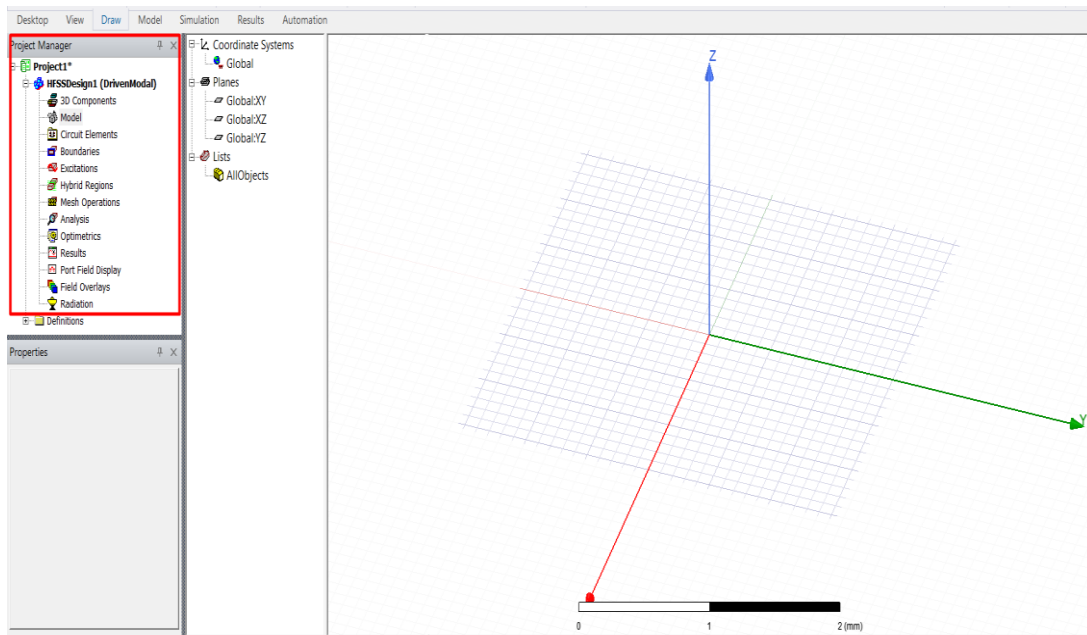 Desktop View Draw Model Simulation Results Automation
Project Manager
Project1*
HFSSDesign1 (DrivenModal)
3D Components
Model
Circuit Elements
Boundaries
Excitations
Hybrid Regions
Mesh Operations
Analysis
Optimetrics
Results
Port Field Display
Field Overlays
Radiation
Definitions
Properties
Coordinate Systems
Global
Planes
Global:XY
Global:XZ
Global:YZ
Lists
AllObjects
Z
Y
0 1 2 (mm)